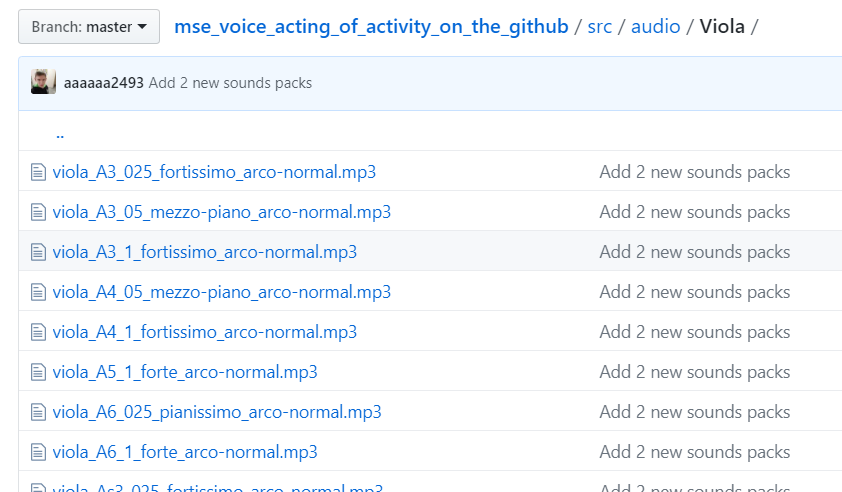 Branch: master mse_voice_acting_of_activity_on_the_github / src / audio / Viola /
aaaaaa2493 Add 2 new sounds packs
..
viola_A3_025_fortissimo_arco-normal.mp3 Add 2 new sounds packs
viola_A3_05_mezzo-piano_arco-normal.mp3 Add 2 new sounds packs
viola_A3_1_fortissimo_arco-normal.mp3 Add 2 new sounds packs
viola_A4_05_mezzo-piano_arco-normal.mp3 Add 2 new sounds packs
viola_A4_1_fortissimo_arco-normal.mp3 Add 2 new sounds packs
viola_A5_1_forte_arco-normal.mp3 Add 2 new sounds packs
viola_A6_025_pianissimo_arco-normal.mp3 Add 2 new sounds packs
viola_A6_1_forte_arco-normal.mp3 Add 2 new sounds packs
viola_As3_025_fortissimo_arco-normal.mp3 Add 2 new sounds packs